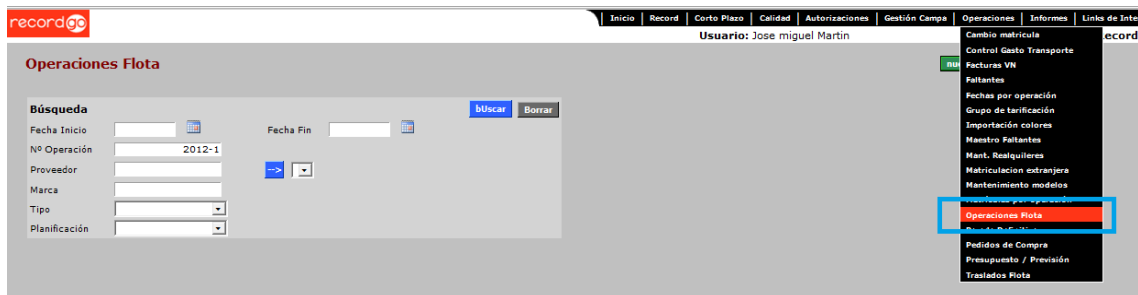 record go
Inicio Record Corto Plazo Calidad Autorizaciones Gestión Campa Operaciones Informes Links de Inte
Usuario: Jose miguel Martin
ecord
Operaciones Flota
nu
Cambio matricula
Control Gasto Transporte
Facturas VN
Faltantes
Fechas por operación
Grupo de tarificación
Importación colores
Maestro Faltantes
Mant. Realquileres
Matriculacion extranjera
Mantenimiento modelos
Operaciones Flota
Pedidos de Compra
Presupuesto / Previsión
Traslados Flota
Búsqueda
bUscar Borrar
Fecha Inicio Fecha Fin
Nº Operación 2012-1
Proveedor -->
Marca
Tipo
Planificación